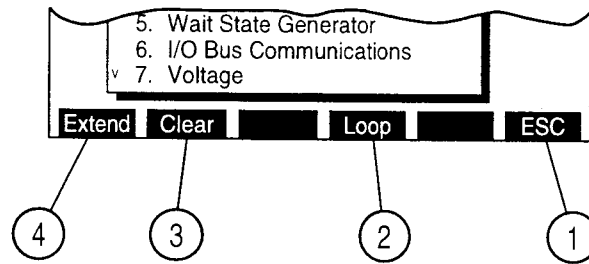 5. Wait State Generator
6. I/O Bus Communications
v 7. Voltage
Extend Clear Loop ESC
4 3 2 1